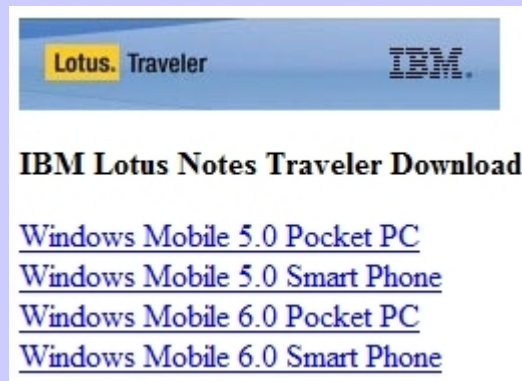 Lotus. Traveler IBM.
IBM Lotus Notes Traveler Download
Windows Mobile 5.0 Pocket PC
Windows Mobile 5.0 Smart Phone
Windows Mobile 6.0 Pocket PC
Windows Mobile 6.0 Smart Phone